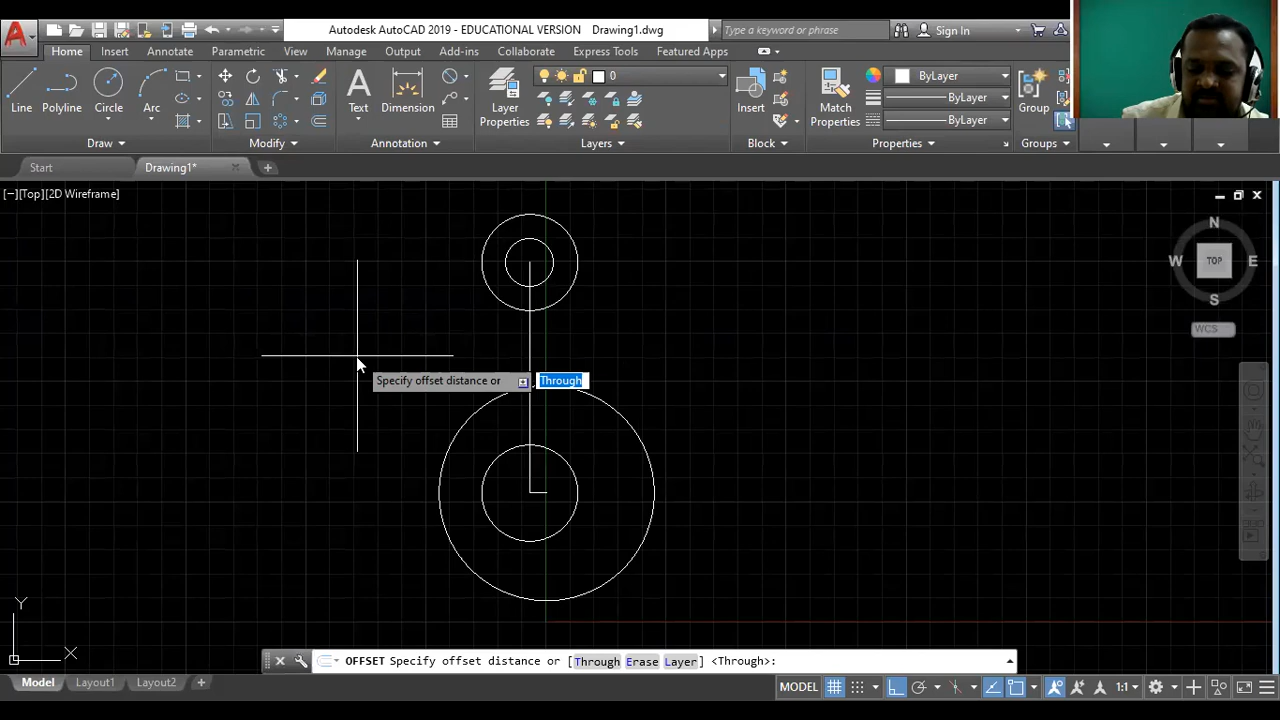 A Autodesk AutoCAD 2019 - EDUCATIONAL VERSION Drawing1.dwg Type a keyword or phrase Sign In
Home Insert Annotate Parametric View Manage Output Add-ins Collaborate Express Tools Featured Apps
0
ByLayer
ByLayer
ByLayer
Line Polyline Circle Arc Text Dimension Layer Properties Insert Match Properties Group
Draw Modify Annotation Layers Block Properties Groups
Start Drawing1* +
[−][Top][2D Wireframe]
N
W TOP E
S
WCS
Specify offset distance or Through
Y
X
OFFSET Specify offset distance or [Through Erase Layer] <Through>:
Model Layout1 Layout2 + MODEL 1:1